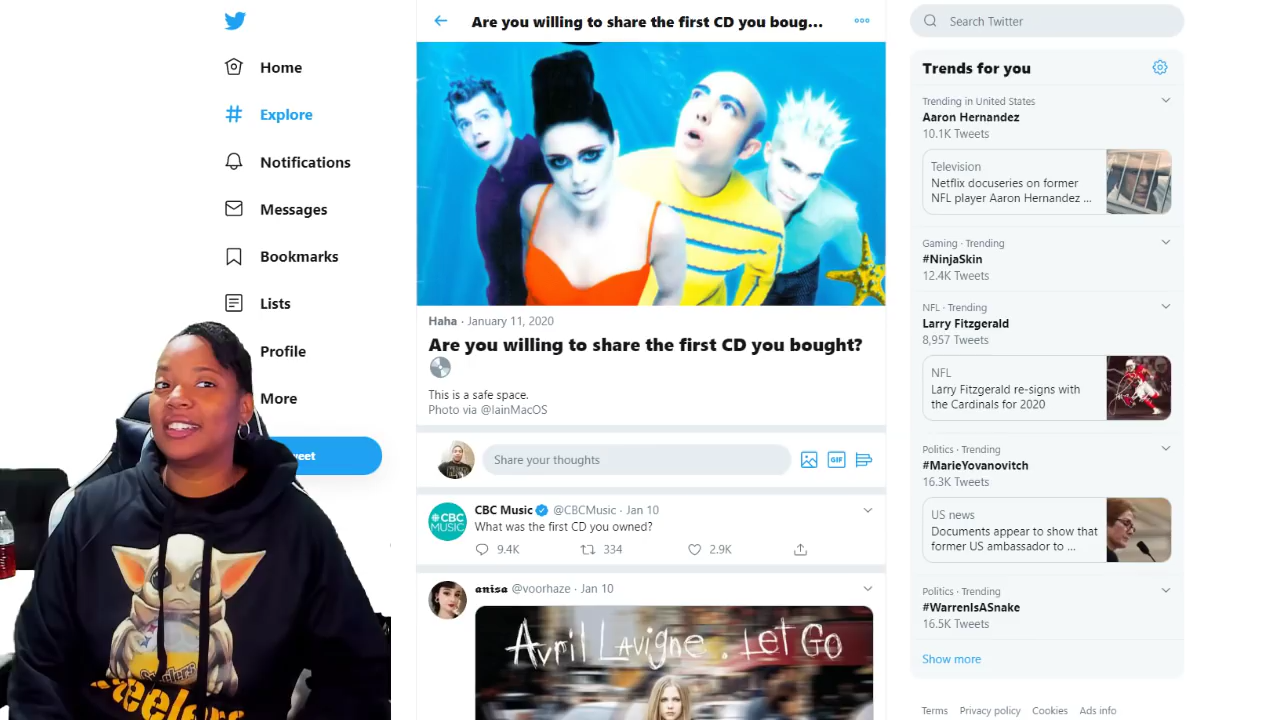 Home
Explore
Notifications
Messages
Bookmarks
Lists
Profile
More
eet
Steelers
Steelers
Are you willing to share the first CD you boug...
Haha · January 11, 2020
Are you willing to share the first CD you bought?
This is a safe space.
Photo via @IainMacOS
Share your thoughts
GIF
CBC MUSIC
CBC Music @CBCMusic · Jan 10
What was the first CD you owned?
9.4K 334 2.9K
anisa @voorhaze · Jan 10
Avril Lavigne . Let Go
Search Twitter
Trends for you
Trending in United States
Aaron Hernandez
10.1K Tweets
Television
Netflix docuseries on former
NFL player Aaron Hernandez ...
Gaming · Trending
#NinjaSkin
12.4K Tweets
NFL · Trending
Larry Fitzgerald
8,957 Tweets
NFL
Larry Fitzgerald re-signs with
the Cardinals for 2020
Politics · Trending
#MarieYovanovitch
16.3K Tweets
US news
Documents appear to show that
former US ambassador to ...
Politics · Trending
#WarrenIsASnake
16.5K Tweets
Show more
Terms Privacy policy Cookies Ads info